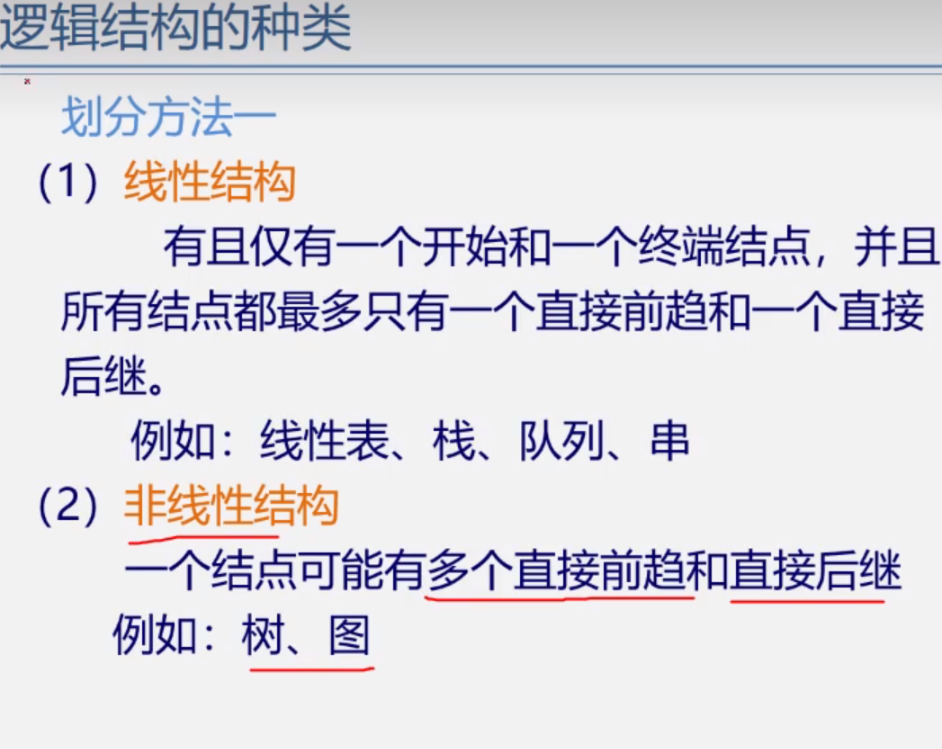 逻辑结构的种类
划分方法一
（1）线性结构
有且仅有一个开始和一个终端结点，并且
所有结点都最多只有一个直接前趋和一个直接
后继。
例如：线性表、栈、队列、串
（2）非线性结构
一个结点可能有多个直接前趋和直接后继
例如：树、图